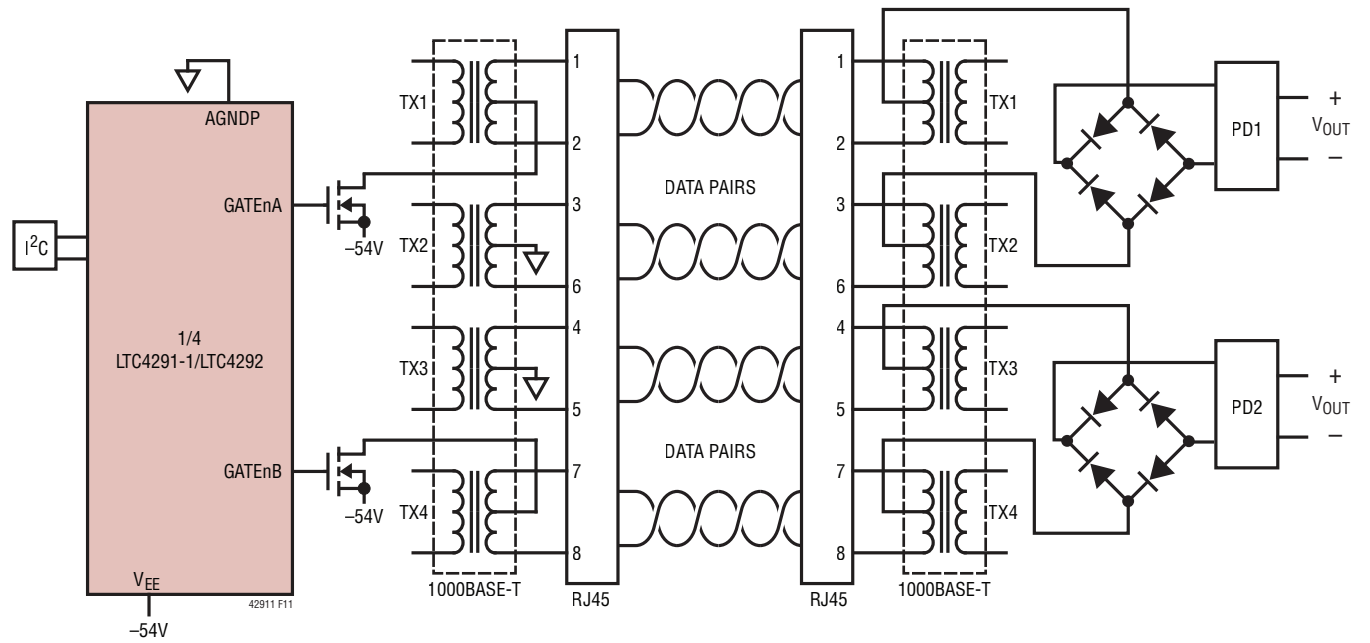 AGNDP
GATEnA
I²C
1/4
LTC4291-1/LTC4292
GATEnB
VEE
42911 F11
–54V
–54V
–54V
TX1
TX2
TX3
TX4
1000BASE-T
1
2
3
6
4
5
7
8
RJ45
DATA PAIRS
DATA PAIRS
1
2
3
6
4
5
7
8
RJ45
TX1
TX2
TX3
TX4
1000BASE-T
PD1
+
VOUT
–
PD2
+
VOUT
–